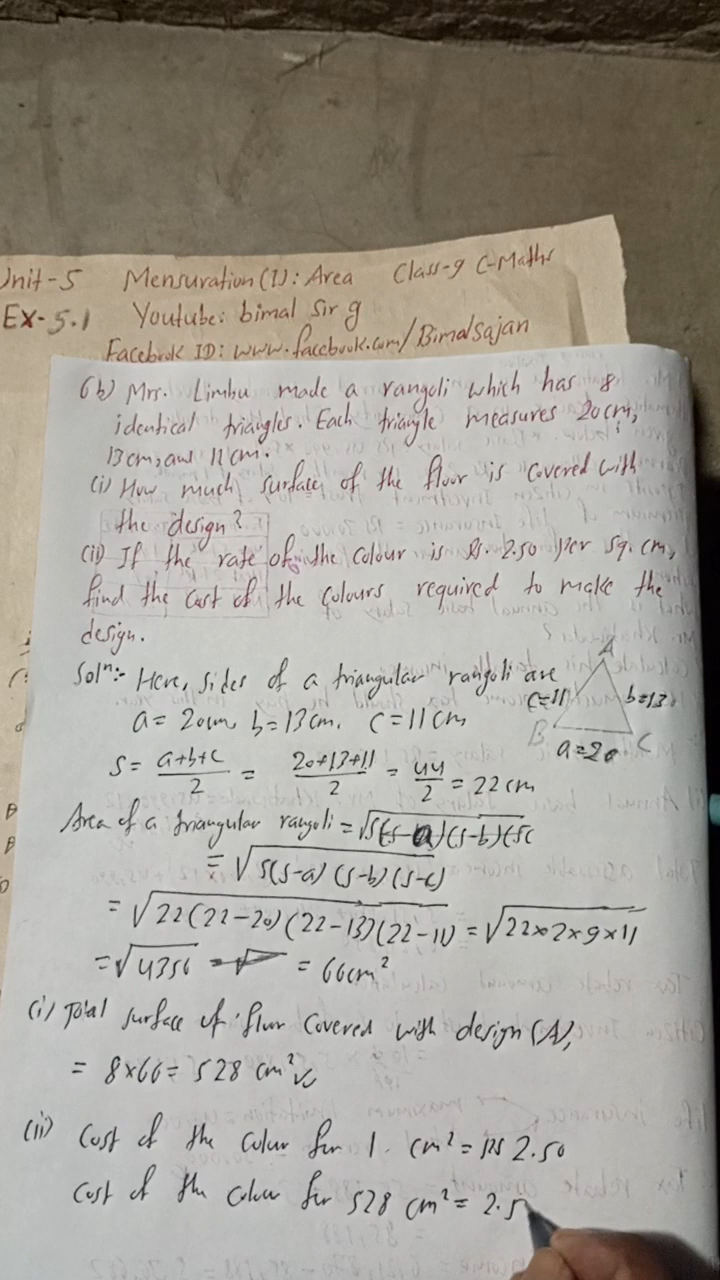 Unit-5 Mensuration (I): Area Class-9 C-Maths
Ex-5.1 Youtube: bimal Sir g
Facebook ID: www.facebook.com/Bimalsajan
6b) Mrs. Limbu made a rangoli which has 8
identical triangles. Each triangle measures 20cm,
13cm, and 11cm.
(i) How much surface of the floor is covered with
the design?
(ii) If the rate of the colour is Rs. 2.50 per sq. cm,
find the cost of the colours required to make the
design.
Solⁿ:- Here, sides of a triangular rangoli are
a = 20cm, b = 13cm, c = 11cm
A
c=11 b=13
B C
a=20
S = a+b+c/2 = 20+13+11/2 = 44/2 = 22cm
Area of a triangular rangoli = √S(s-a)(s-b)(sc
= √S(s-a)(s-b)(s-c)
= √22(22-20)(22-13)(22-11) = √22×2×9×11
= √4356 = 66cm²
(i) Total surface of floor covered with design (A),
= 8×66 = 528 cm²
(ii) Cost of the colour for 1 cm² = RS 2.50
Cost of the colour for 528 cm² = 2.5